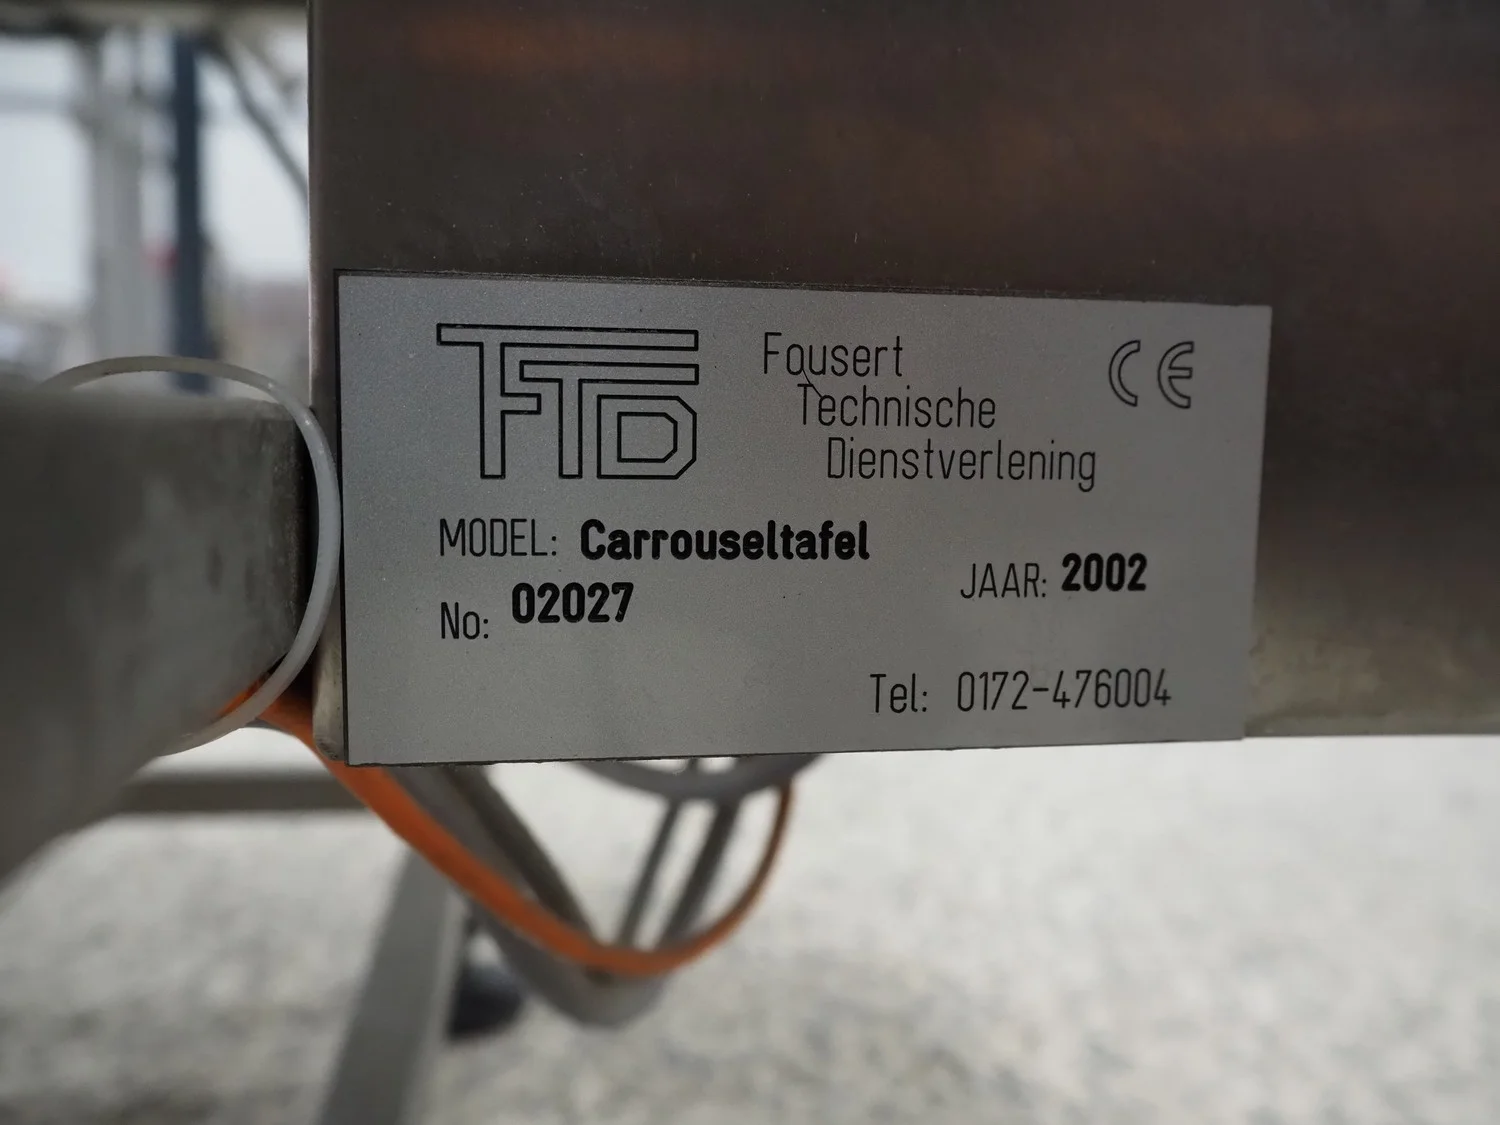 FTD
Fousert
Technische
Dienstverlening
CE
MODEL: Carrouseltafel
No: 02027
JAAR: 2002
Tel: 0172-476004